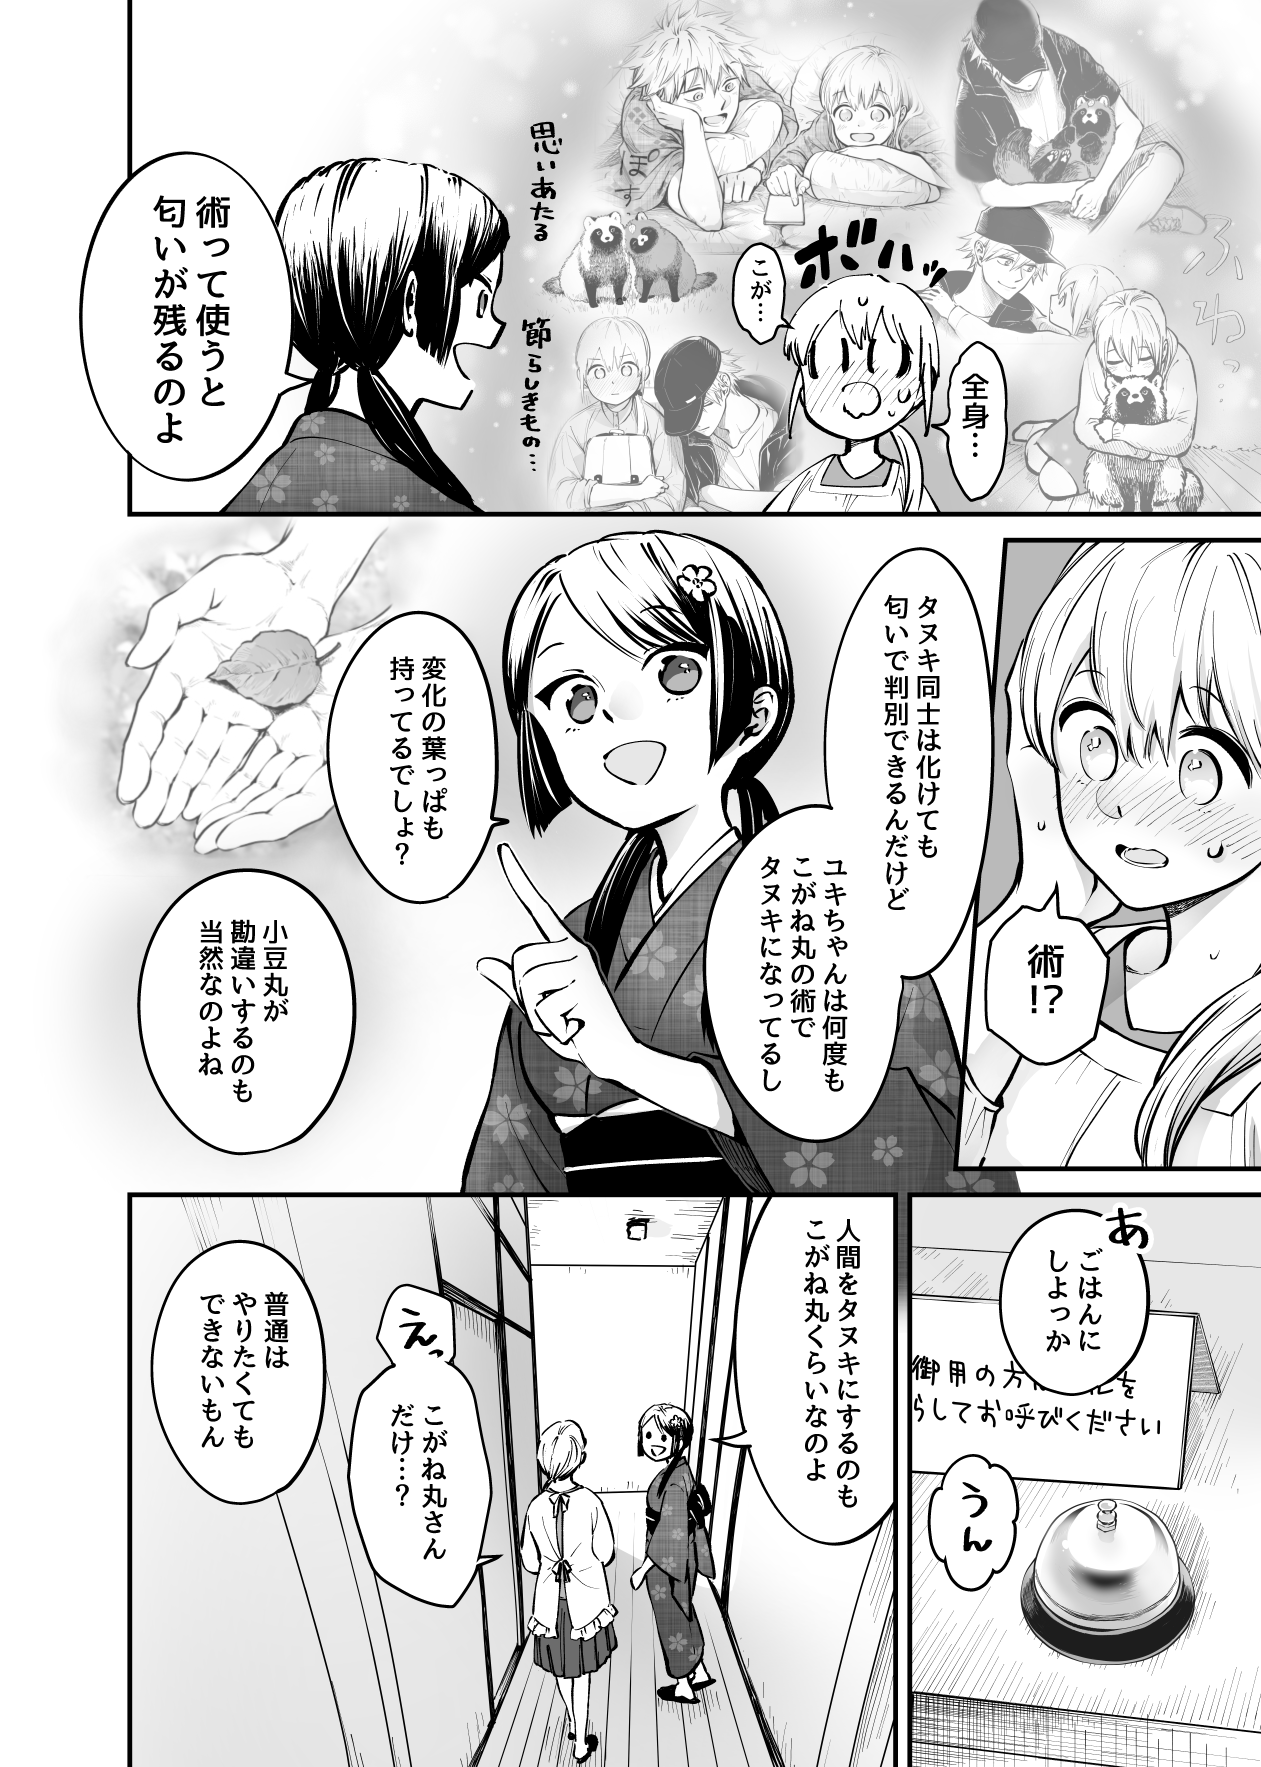 ぽす
ふわっ…
ボハッ
こが…
全身…
思いあたる
節らしきもの…
術って使うと
匂いが残るのよ
術!?
タヌキ同士は化けても
匂いで判別できるんだけど
ユキちゃんは何度も
こがね丸の術で
タヌキになってるし
変化の葉っぱも
持ってるでしょ?
小豆丸が
勘違いするのも
当然なのよね
あ
ごはんに
しよっか
御用の方は
を
らしてお呼びください
うん
人間をタヌキにするのも
こがね丸くらいなのよ
えっ
こがね丸さん
だけ…?
普通は
やりたくても
できないもん